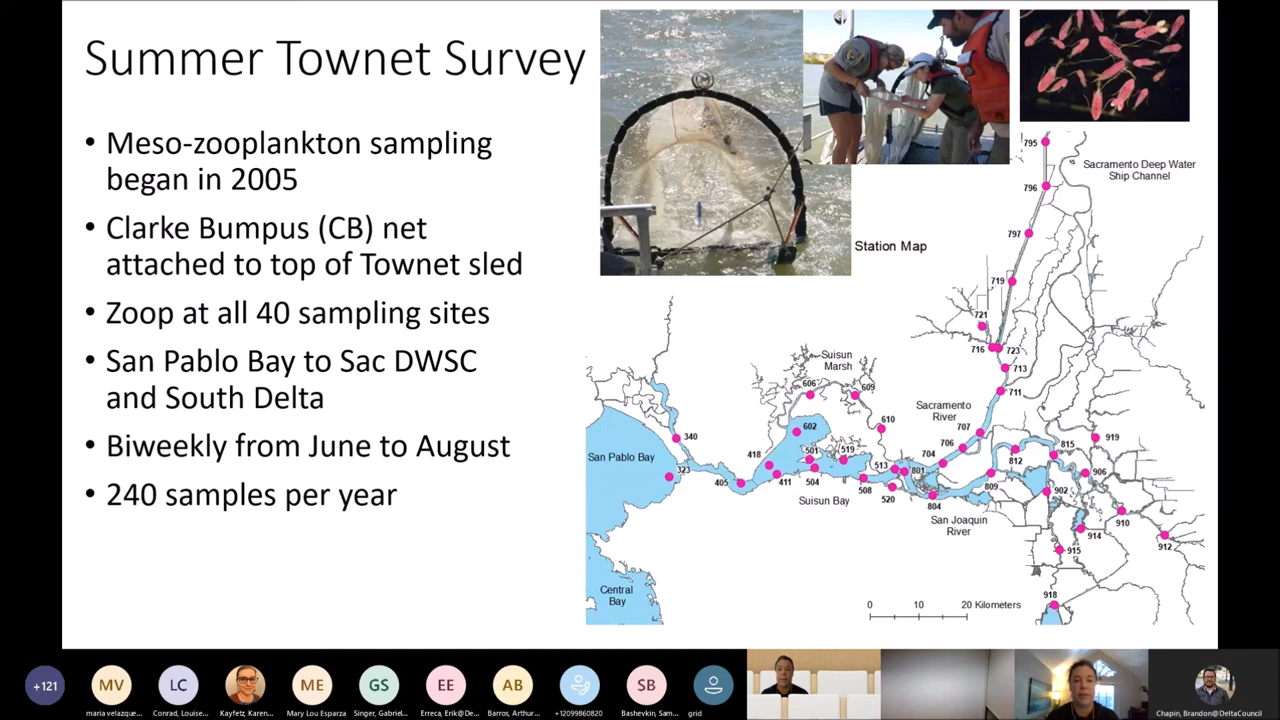 Summer Townet Survey
• Meso-zooplankton sampling
began in 2005
• Clarke Bumpus (CB) net
attached to top of Townet sled
• Zoop at all 40 sampling sites
• San Pablo Bay to Sac DWSC
and South Delta
• Biweekly from June to August
• 240 samples per year
Station Map
795
Sacramento Deep Water
Ship Channel
796
797
719
721
716
723
713
711
Suisun
Marsh
606
609
Sacramento
River
610
707
602
706
704
340
San Pablo Bay
323
418
501
519
513
801
405
411
504
508
520
Suisun Bay
804
809
812
815
919
906
902
San Joaquin
River
910
914
912
915
918
Central
Bay
0 10 20 Kilometers
+121
MV
LC
ME
GS
EE
AB
SB
maria velazque...
Conrad, Louise...
Kayfetz, Karen...
Mary Lou Esparza
Singer, Gabriel...
Erreca, Erik@De...
Barros, Arthur...
+12099860820
Bashevkin, Sam...
grid
Chapin, Brandon@DeltaCouncil